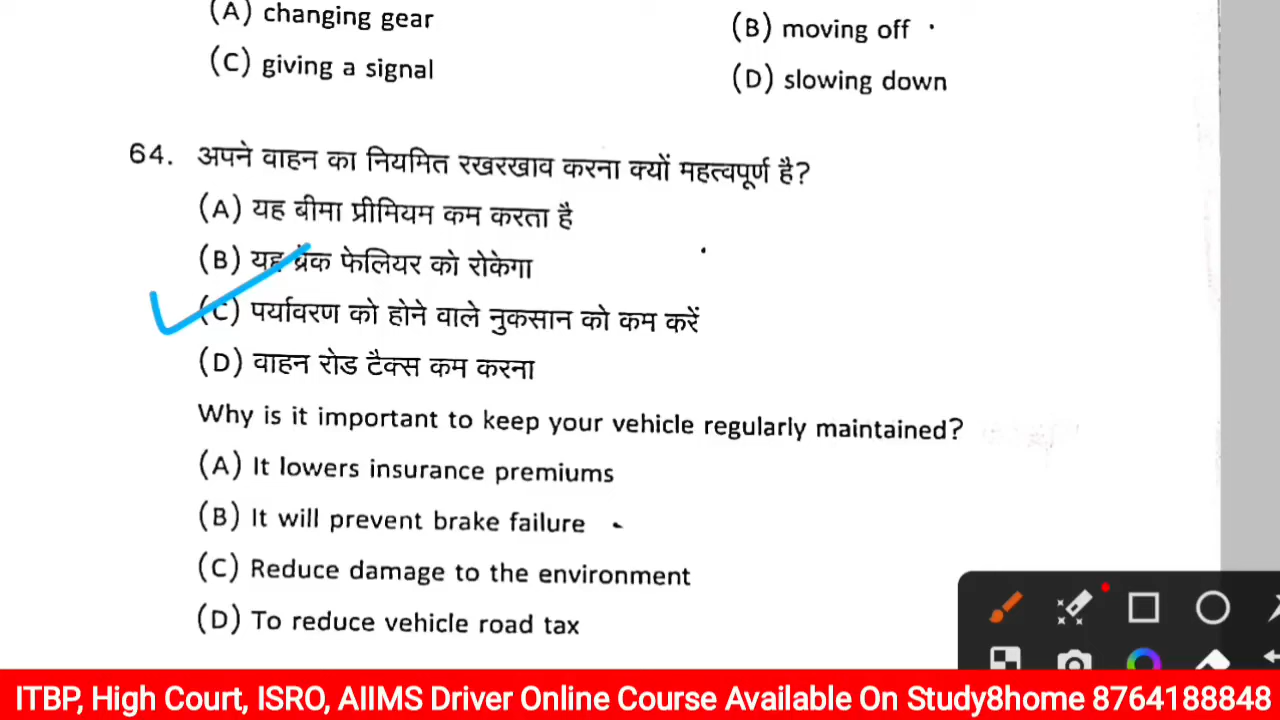 (A) changing gear
(B) moving off
(C) giving a signal
(D) slowing down
64. अपने वाहन का नियमित रखरखाव करना क्यों महत्वपूर्ण है?
(A) यह बीमा प्रीमियम कम करता है
(B) यह ब्रेक फेलियर को रोकेगा
(C) पर्यावरण को होने वाले नुकसान को कम करें
(D) वाहन रोड टैक्स कम करना
Why is it important to keep your vehicle regularly maintained?
(A) It lowers insurance premiums
(B) It will prevent brake failure
(C) Reduce damage to the environment
(D) To reduce vehicle road tax
ITBP, High Court, ISRO, AIIMS Driver Online Course Available On Study8home 8764188848